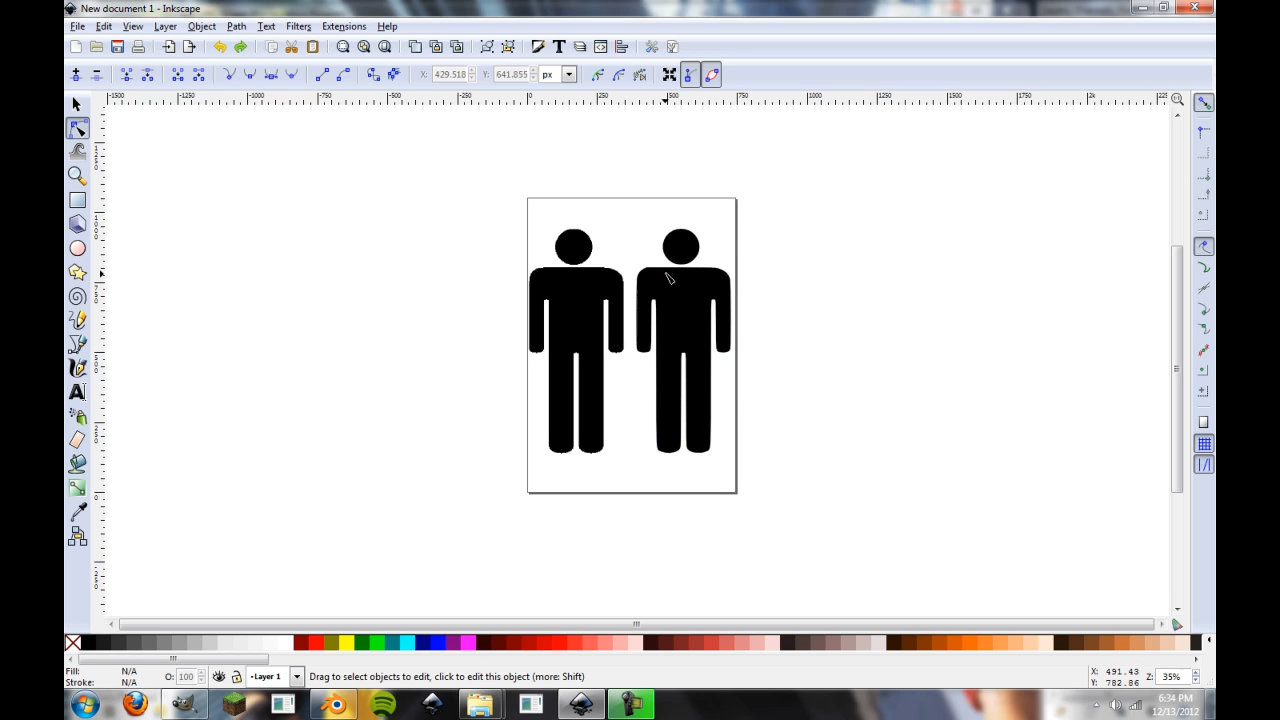 New document 1 - Inkscape
File Edit View Layer Object Path Text Filters Extensions Help
X: 429.518 Y: 641.855 px
-1500 -1250 -1000 -750 -500 -250 0 250 500 750 1000 1250 1500 1750 2k
Fill: N/A
Stroke: N/A
O: 100
•Layer 1
Drag to select objects to edit, click to edit this object (more: Shift)
X: 491.43
Y: 782.86
Z: 35%
6:34 PM
12/13/2012